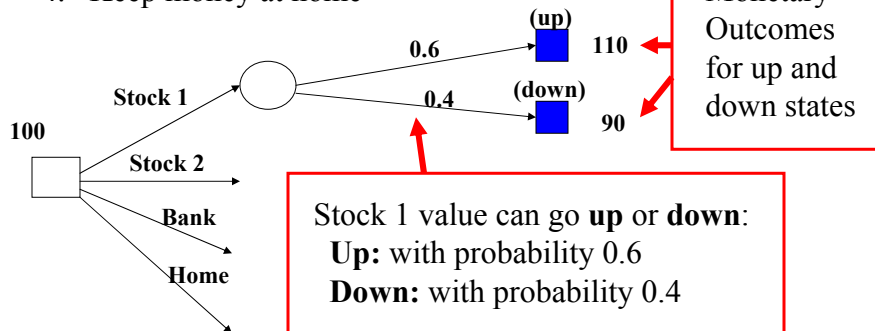 4. Keep money at home
Monetary
Outcomes
for up and
down states
(up)
0.6
110
Stock 1
(down)
0.4
90
100
Stock 2
Bank
Home
Stock 1 value can go up or down:
Up: with probability 0.6
Down: with probability 0.4